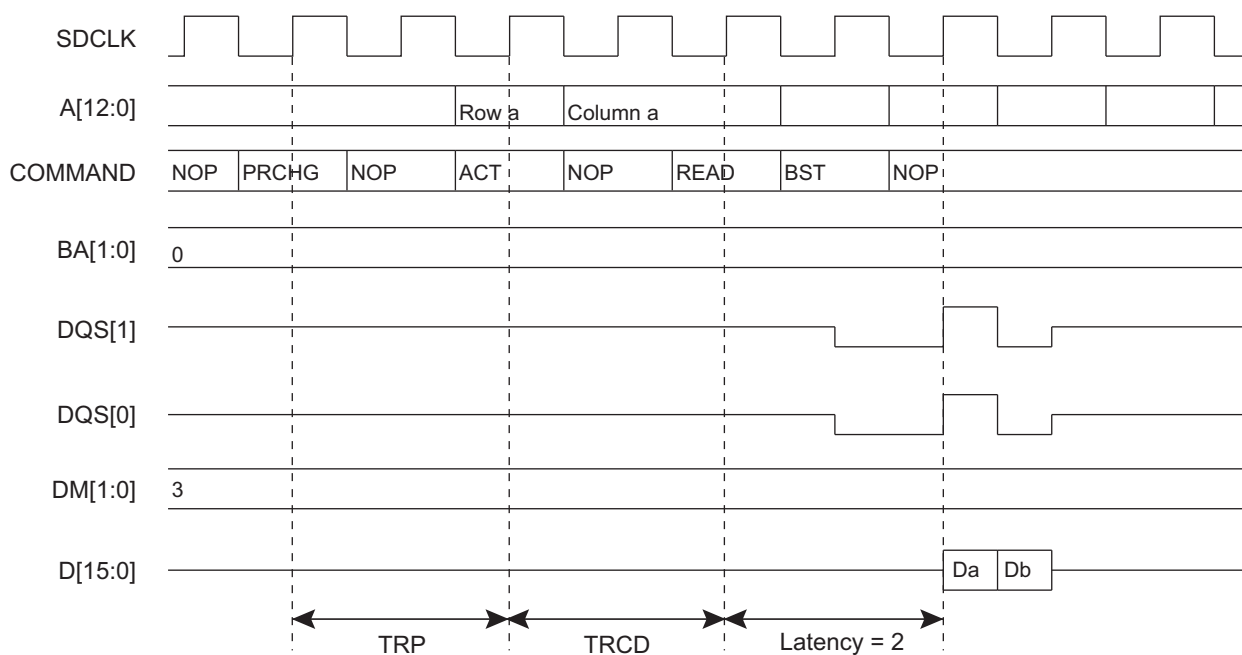 SDCLK
A[12:0] Row a Column a
COMMAND NOP PRCHG NOP ACT NOP READ BST NOP
BA[1:0] 0
DQS[1]
DQS[0]
DM[1:0] 3
D[15:0] Da Db
TRP TRCD Latency = 2